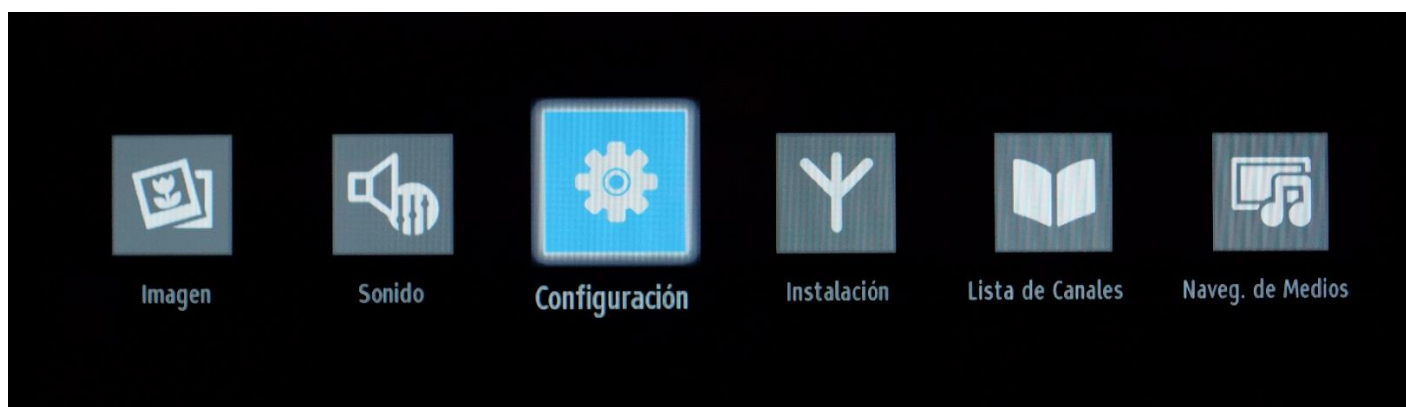 Imagen
Sonido
Configuración
Instalación
Lista de Canales
Naveg. de Medios